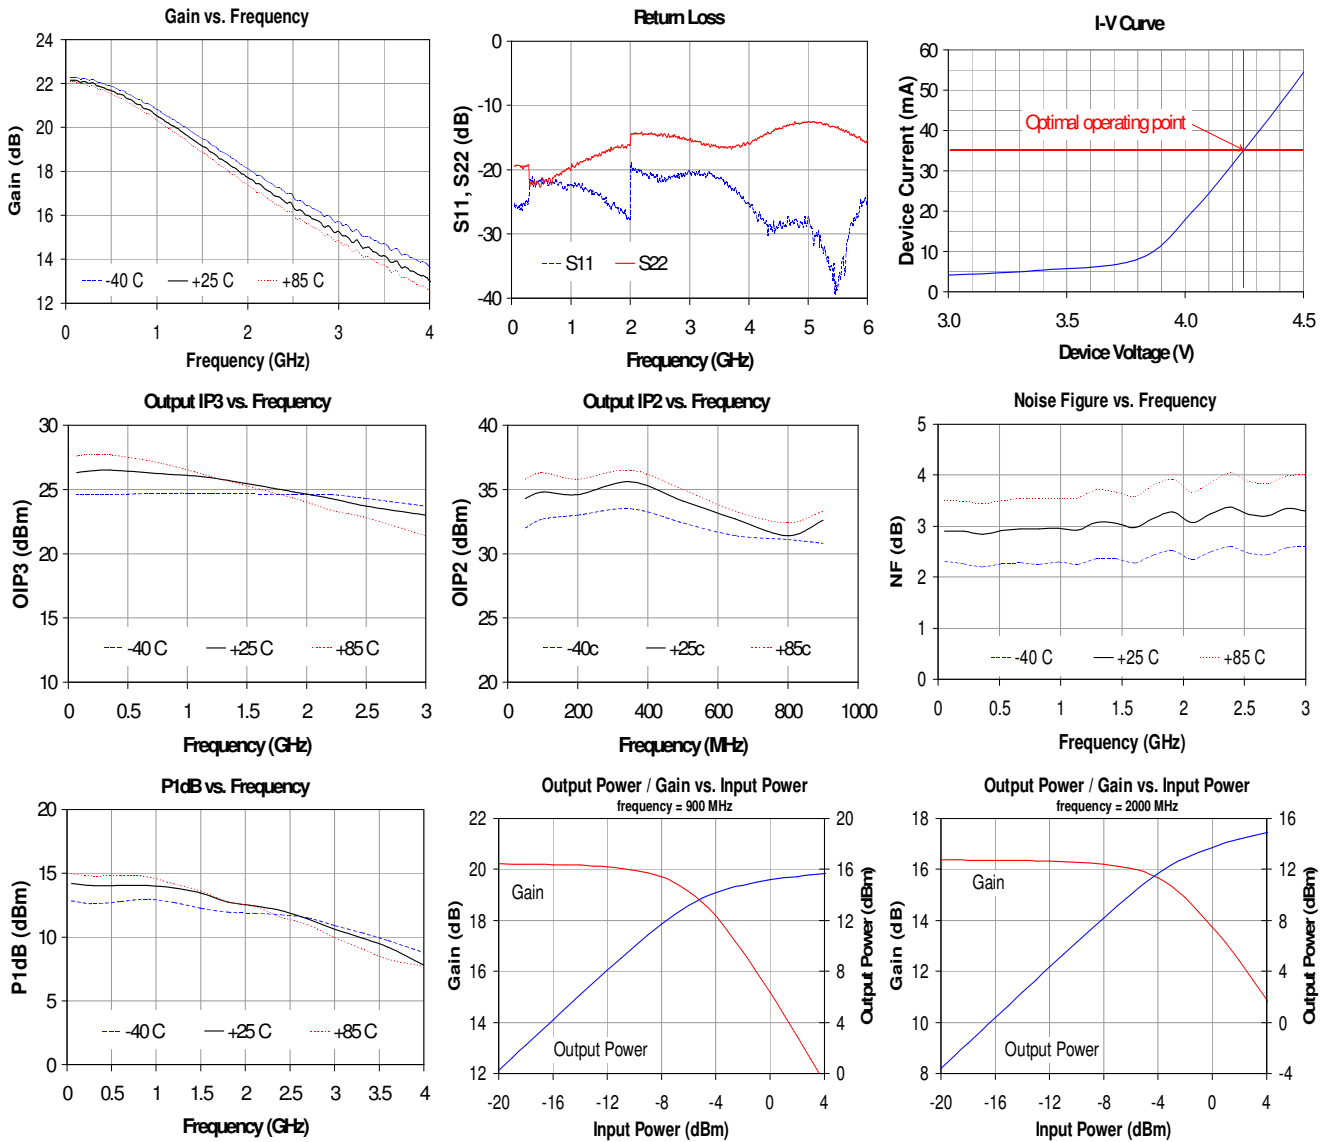 Gain vs. Frequency
24
22
20
18
16
14
12
Gain (dB)
-40 C
+25 C
+85 C
0
1
2
3
4
Frequency (GHz)
Return Loss
0
-10
-20
-30
-40
S11, S22 (dB)
S11
S22
0
1
2
3
4
5
6
Frequency (GHz)
I-V Curve
60
50
40
30
20
10
0
Device Current (mA)
Optimal operating point
3.0
3.5
4.0
4.5
Device Voltage (V)
Output IP3 vs. Frequency
30
25
20
15
10
OIP3 (dBm)
-40 C
+25 C
+85 C
0
0.5
1
1.5
2
2.5
3
Frequency (GHz)
Output IP2 vs. Frequency
40
35
30
25
20
OIP2 (dBm)
-40c
+25c
+85c
0
200
400
600
800
1000
Frequency (MHz)
Noise Figure vs. Frequency
5
4
3
2
1
0
NF (dB)
-40 C
+25 C
+85 C
0
0.5
1
1.5
2
2.5
3
Frequency (GHz)
P1dB vs. Frequency
20
15
10
5
0
P1dB (dBm)
-40 C
+25 C
+85 C
0
0.5
1
1.5
2
2.5
3
3.5
4
Frequency (GHz)
Output Power / Gain vs. Input Power
frequency = 900 MHz
22
20
18
16
14
12
Gain (dB)
Gain
Output Power
20
16
12
8
4
0
Output Power (dBm)
-20
-16
-12
-8
-4
0
4
Input Power (dBm)
Output Power / Gain vs. Input Power
frequency = 2000 MHz
18
16
14
12
10
8
Gain (dB)
Gain
Output Power
16
12
8
4
0
-4
Output Power (dBm)
-20
-16
-12
-8
-4
0
4
Input Power (dBm)